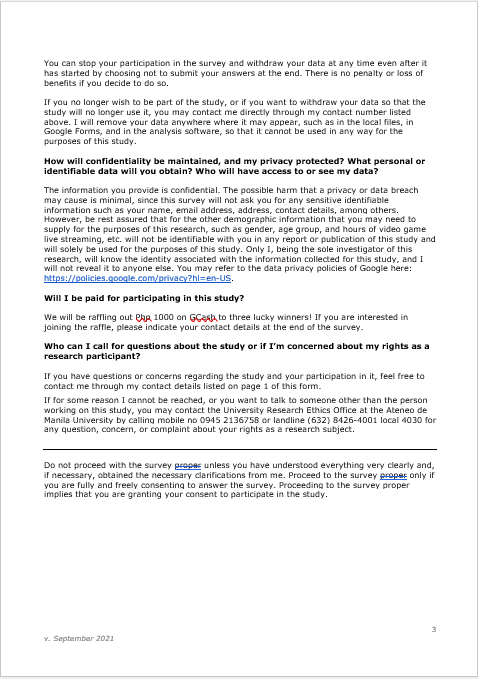 You can stop your participation in the survey and withdraw your data at any time even after it
has started by choosing not to submit your answers at the end. There is no penalty or loss of
benefits if you decide to do so.
If you no longer wish to be part of the study, or if you want to withdraw your data so that the
study will no longer use it, you may contact me directly through my contact number listed
above. I will remove your data anywhere where it may appear, such as in the local files, in
Google Forms, and in the analysis software, so that it cannot be used in any way for the
purposes of this study.
How will confidentiality be maintained, and my privacy protected? What personal or
identifiable data will you obtain? Who will have access to or see my data?
The information you provide is confidential. The possible harm that a privacy or data breach
may cause is minimal, since this survey will not ask you for any sensitive identifiable
information such as your name, email address, address, contact details, among others.
However, be rest assured that for the other demographic information that you may need to
supply for the purposes of this research, such as gender, age group, and hours of video game
live streaming, etc. will not be identifiable with you in any report or publication of this study and
will solely be used for the purposes of this study. Only I, being the sole investigator of this
research, will know the identity associated with the information collected for this study, and I
will not reveal it to anyone else. You may refer to the data privacy policies of Google here:
https://policies.google.com/privacy?hl=en-US.
Will I be paid for participating in this study?
We will be raffling out Php 1000 on GCash to three lucky winners! If you are interested in
joining the raffle, please indicate your contact details at the end of the survey.
Who can I call for questions about the study or if I'm concerned about my rights as a
research participant?
If you have questions or concerns regarding the study and your participation in it, feel free to
contact me through my contact details listed on page 1 of this form.
If for some reason I cannot be reached, or you want to talk to someone other than the person
working on this study, you may contact the University Research Ethics Office at the Ateneo de
Manila University by calling mobile no 0945 2136758 or landline (632) 8426-4001 local 4030 for
any question, concern, or complaint about your rights as a research subject.
Do not proceed with the survey proper unless you have understood everything very clearly and,
if necessary, obtained the necessary clarifications from me. Proceed to the survey proper only if
you are fully and freely consenting to answer the survey. Proceeding to the survey proper
implies that you are granting your consent to participate in the study.
3
v. September 2021